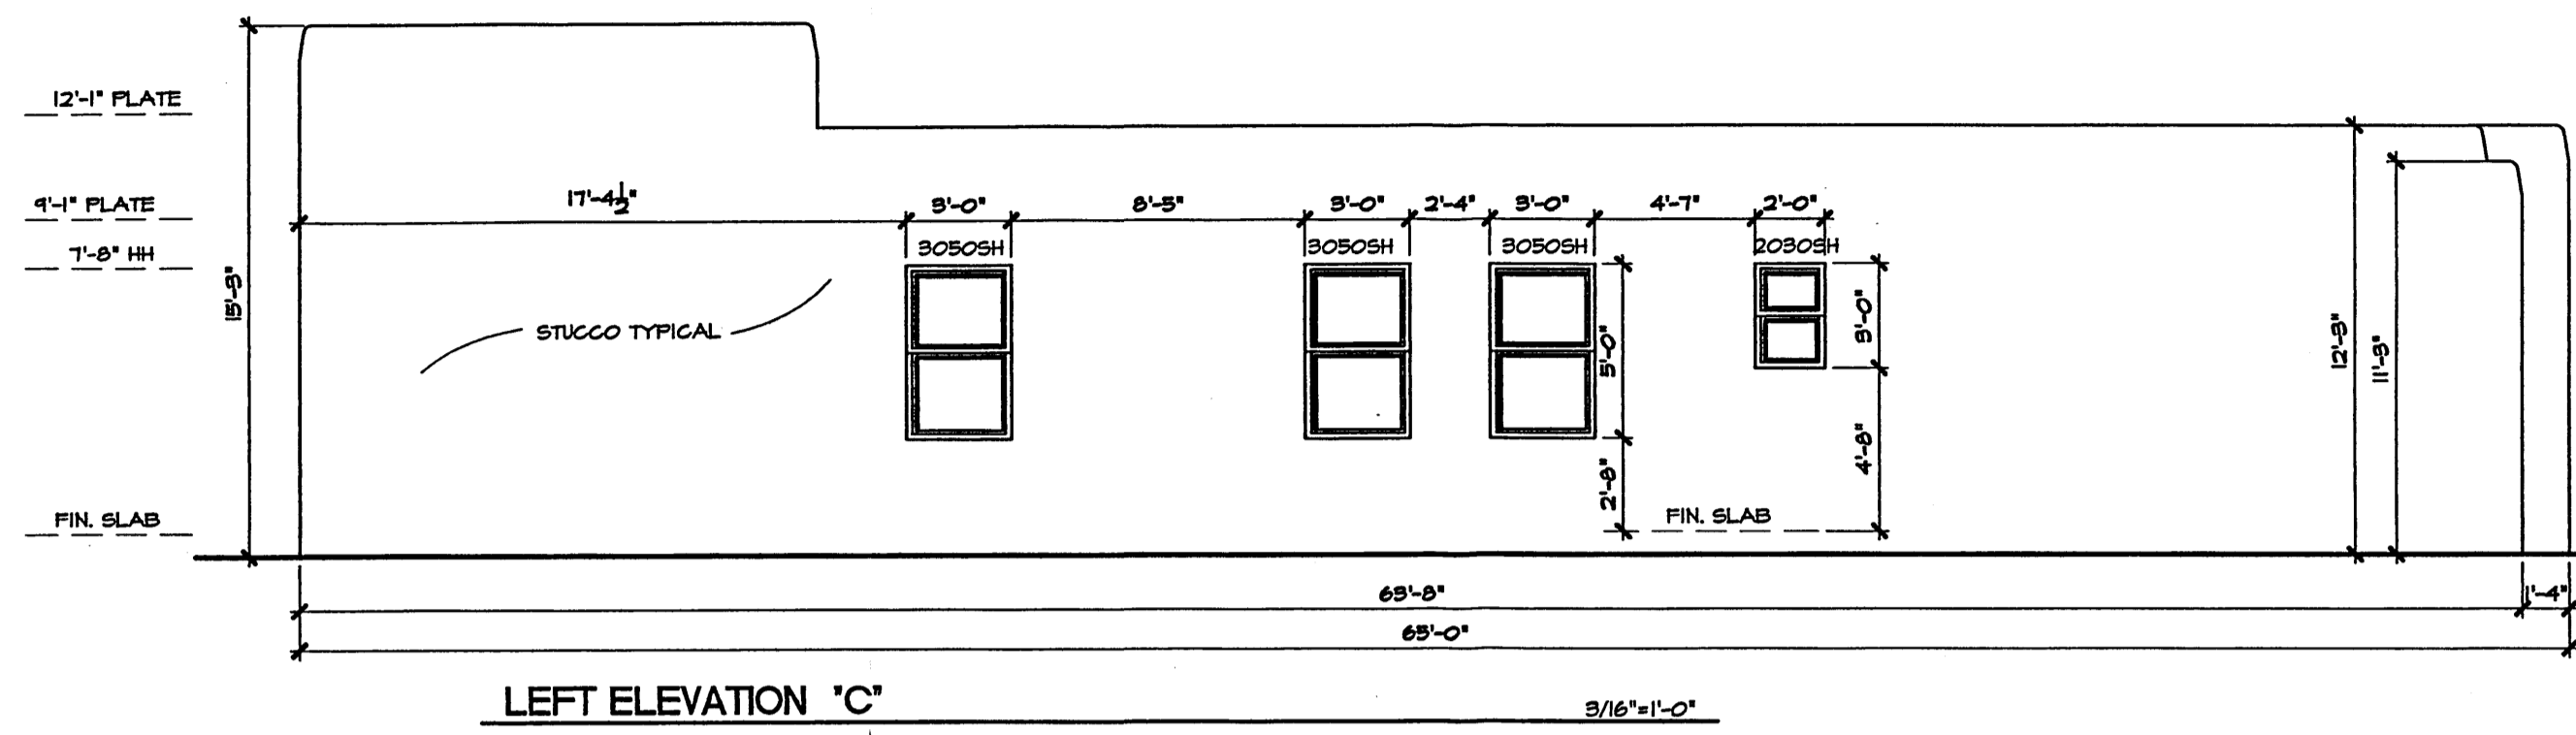 12'-1" PLATE
9'-1" PLATE
7'-8" HH
FIN. SLAB
15'-3"
17'-4½"
3'-0"
8'-5"
3'-0"
2'-4"
3'-0"
4'-7"
2'-0"
3050SH
3050SH
3050SH
2030SH
STUCCO TYPICAL
5'-0"
2'-8"
3'-0"
4'-8"
FIN. SLAB
12'-3"
11'-3"
63'-8"
1'-4"
65'-0"
LEFT ELEVATION "C"
3/16"=1'-0"